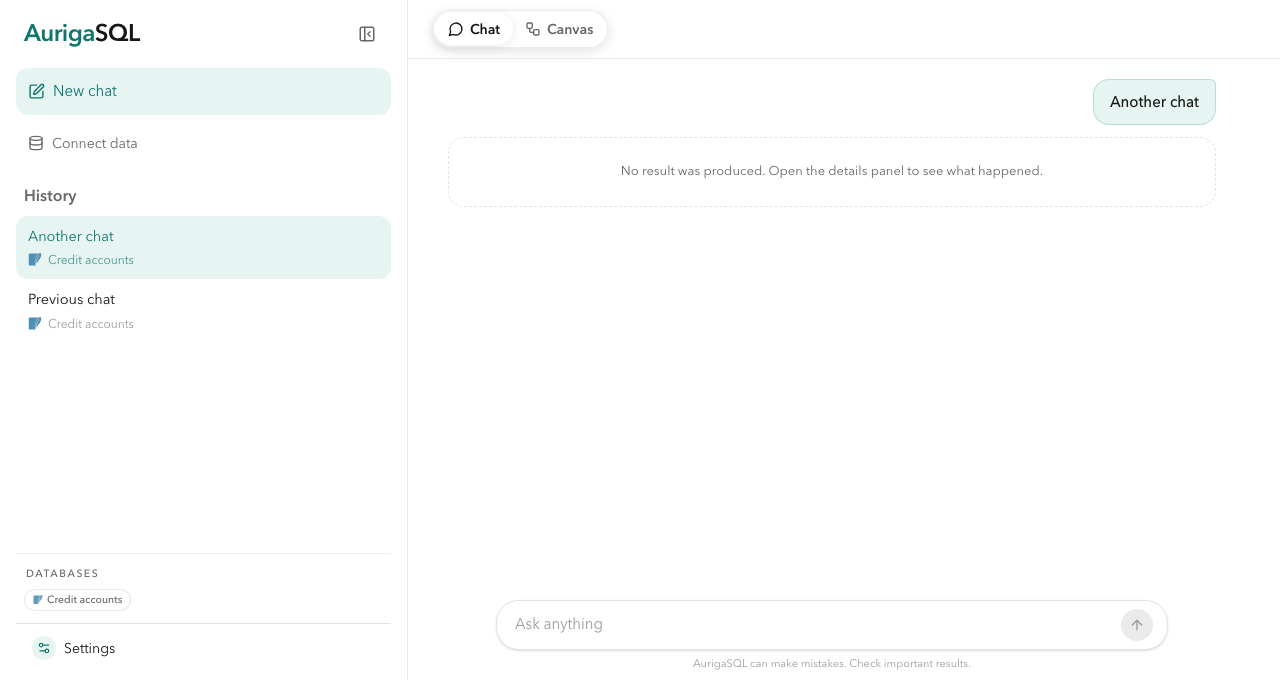 AurigaSQL
New chat
Connect data
History
Another chat
Credit accounts
Previous chat
Credit accounts
DATABASES
Credit accounts
Settings
Chat
Canvas
Another chat
No result was produced. Open the details panel to see what happened.
Ask anything
AurigaSQL can make mistakes. Check important results.